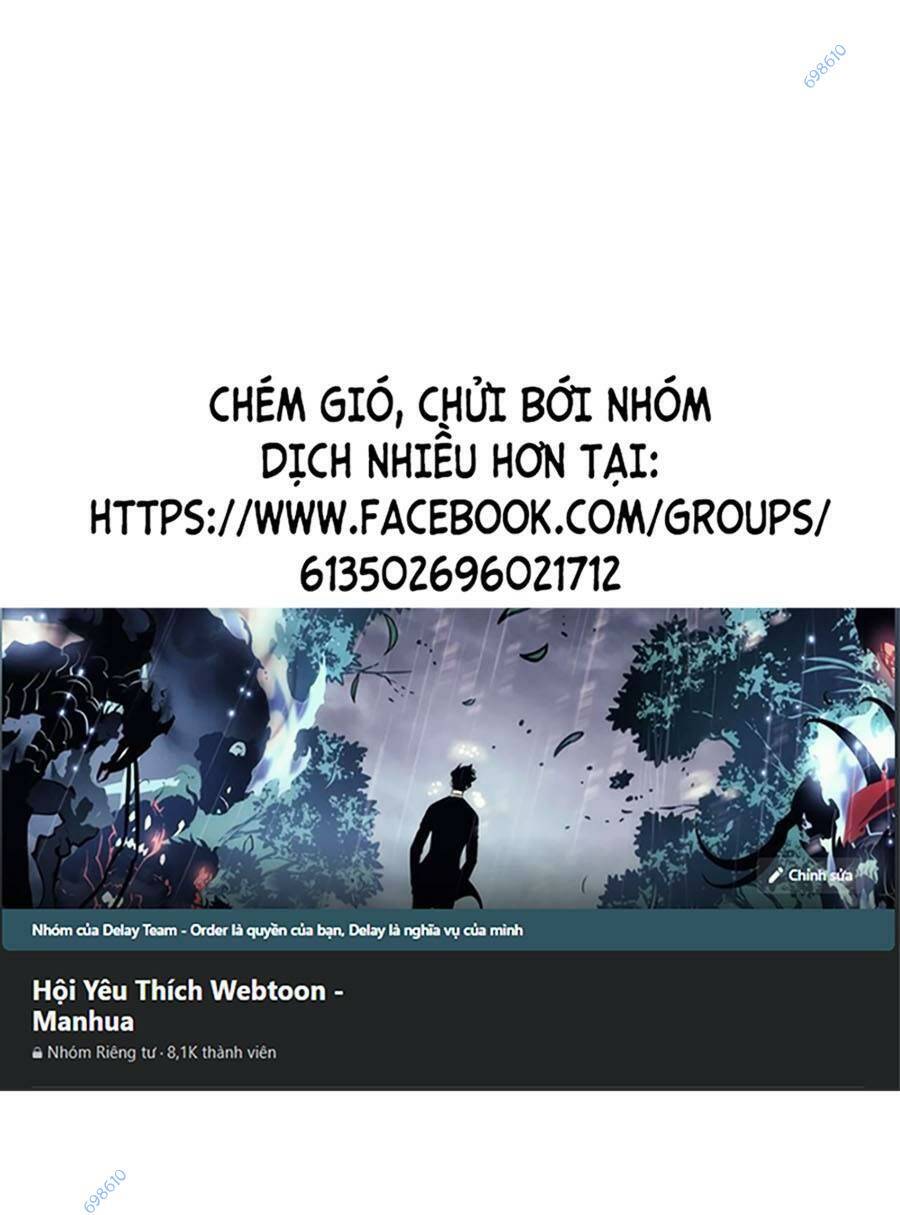 698610
CHÉM GIÓ, CHỬI BỚI NHÓM
DỊCH NHIỀU HƠN TẠI:
HTTPS://WWW.FACEBOOK.COM/GROUPS/
613502696021712
Chỉnh sửa
Nhóm của Delay Team - Order là quyền của bạn, Delay là nghĩa vụ của mình
Hội Yêu Thích Webtoon -
Manhua
Nhóm Riêng tư · 8,1K thành viên
698610